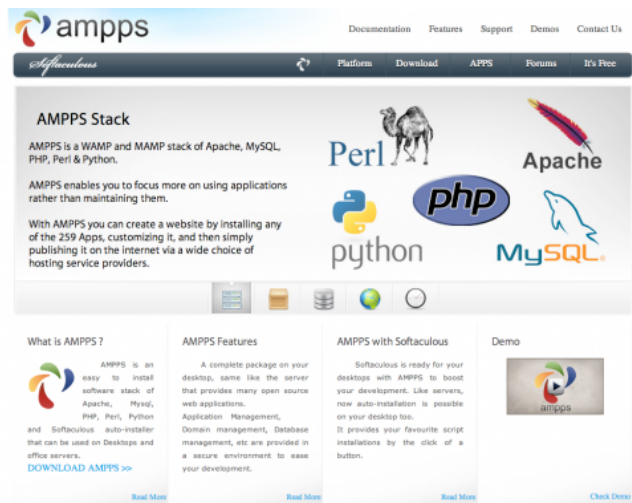 ampps
Documentation Features Support Demos Contact Us
Softaculous Platform Download APPS Forums It's Free
AMPPS Stack
AMPPS is a WAMP and MAMP stack of Apache, MySQL,
PHP, Perl & Python.
AMPPS enables you to focus more on using applications
rather than maintaining them.
With AMPPS you can create a website by installing any
of the 259 Apps, customizing it, and then simply
publishing it on the internet via a wide choice of
hosting service providers.
Perl
Apache
php
python
MySQL
What is AMPPS ?
AMPPS is an
easy to install
software stack of
Apache, Mysql,
PHP, Perl, Python
and Softaculous auto-installer
that can be used on Desktops and
office servers.
DOWNLOAD AMPPS >>
Read More
AMPPS Features
A complete package on your
desktop, same like the server
that provides many open source
web applications.
Application Management,
Domain management, Database
management, etc are provided in
a secure environment to ease
your development.
Read More
AMPPS with Softaculous
Softaculous is ready for your
desktops with AMPPS to boost
your development. Like servers,
now auto-installation is possible
on your desktop too.
It provides your favourite script
installations by the click of a
button.
Read More
Demo
ampps
Check Demo